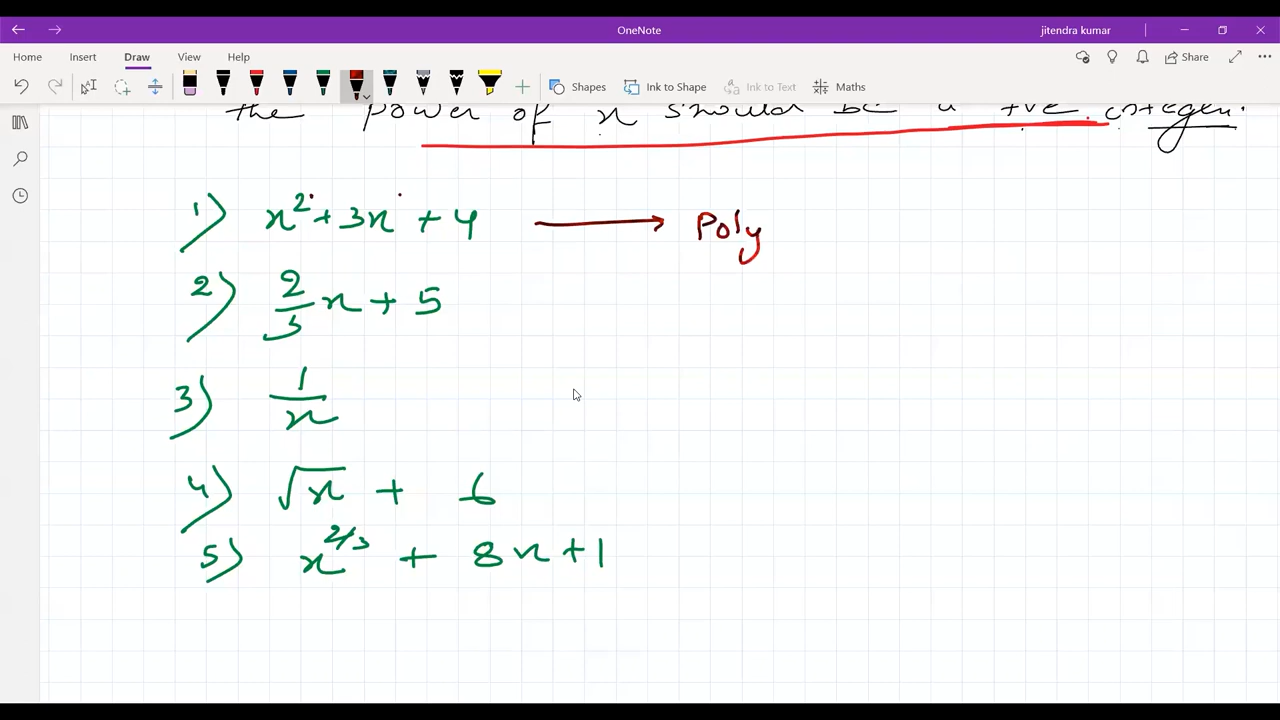 OneNote
jitendra kumar
Home Insert Draw View Help
Share
Shapes Ink to Shape Ink to Text Maths
the power of x should be a +ve integer.
1) x² + 3x + 4 → Poly
2) 2/3 x + 5
3) 1/x
4) √x + 6
5) x^2/3 + 8x + 1